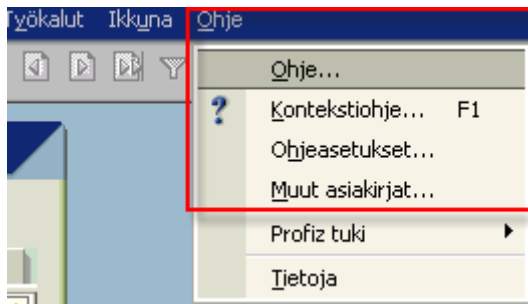 Työkalut Ikkuna Ohje
Ohje...
Kontekstiohje... F1
Ohjeasetukset...
Muut asiakirjat...
Profiz tuki
Tietoja